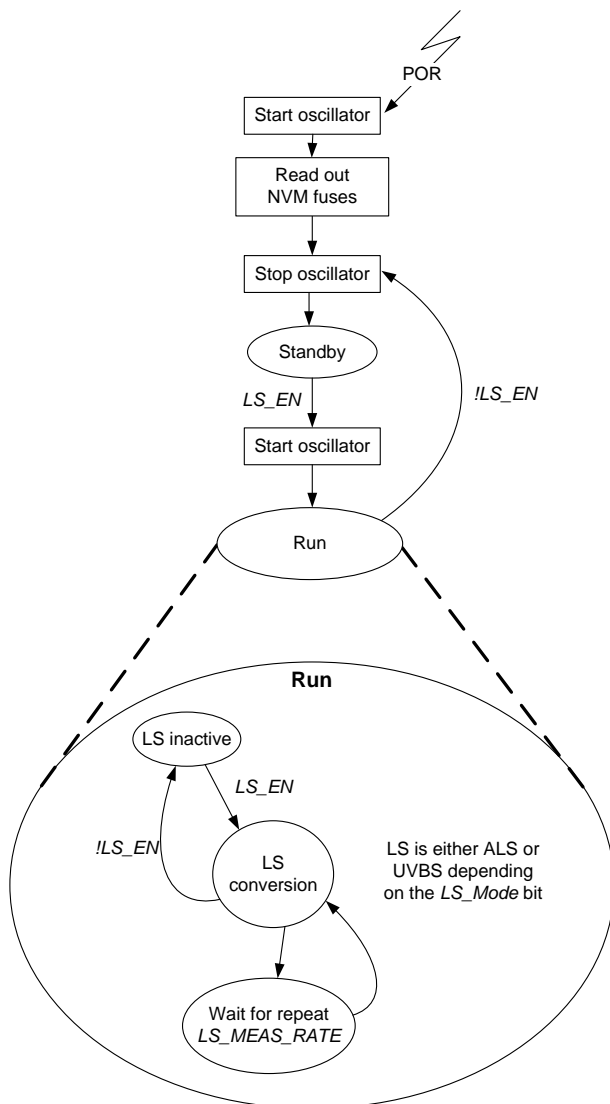 POR
Start oscillator
Read out
NVM fuses
Stop oscillator
Standby
LS_EN
!LS_EN
Start oscillator
Run
Run
LS inactive
LS_EN
!LS_EN
LS
conversion
LS is either ALS or
UVBS depending
on the LS_Mode bit
Wait for repeat
LS_MEAS_RATE